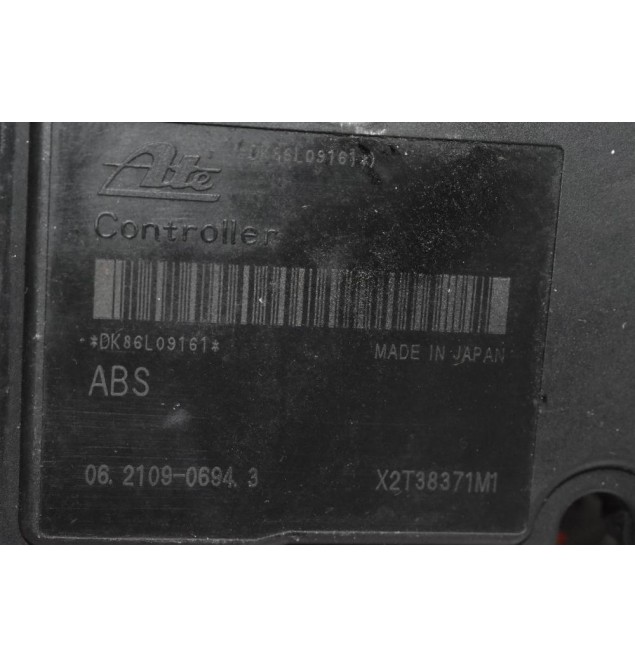 Ate
*DK86L09161*)
Controller
*DK86L09161*
MADE IN JAPAN
ABS
06.2109-0694.3
X2T38371M1